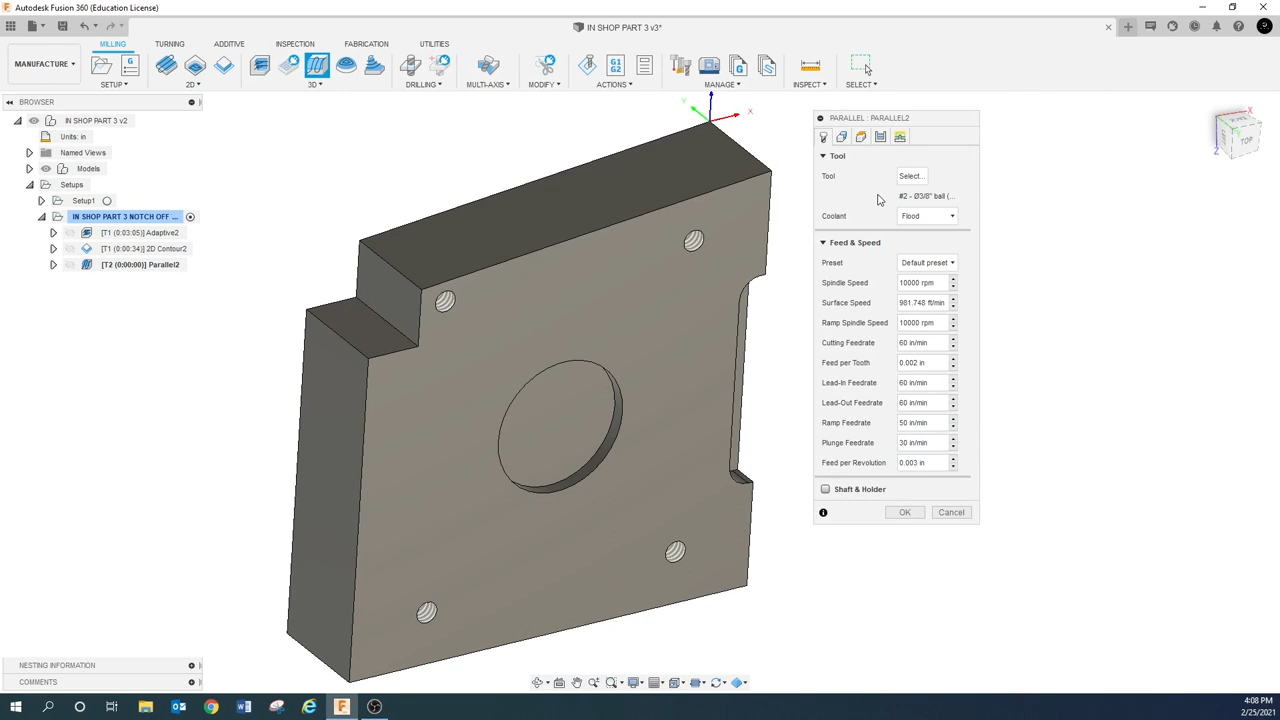 Autodesk Fusion 360 (Education License)
IN SHOP PART 3 v3*
MANUFACTURE
MILLING
TURNING
ADDITIVE
INSPECTION
FABRICATION
UTILITIES
SETUP
2D
3D
DRILLING
MULTI-AXIS
MODIFY
ACTIONS
MANAGE
INSPECT
SELECT
G1
G2
BROWSER
IN SHOP PART 3 v2
Units: in
Named Views
Models
Setups
Setup1
IN SHOP PART 3 NOTCH OFF ...
[T1 (0:03:05)] Adaptive2
[T1 (0:00:34)] 2D Contour2
[T2 (0:00:00)] Parallel2
Y
X
X
Z
TOP
PARALLEL : PARALLEL2
Tool
Tool Select...
#2 - Ø3/8" ball (...
Coolant Flood
Feed & Speed
Preset Default preset
Spindle Speed 10000 rpm
Surface Speed 981.748 ft/min
Ramp Spindle Speed 10000 rpm
Cutting Feedrate 60 in/min
Feed per Tooth 0.002 in
Lead-In Feedrate 60 in/min
Lead-Out Feedrate 60 in/min
Ramp Feedrate 50 in/min
Plunge Feedrate 30 in/min
Feed per Revolution 0.003 in
Shaft & Holder
OK Cancel
NESTING INFORMATION
COMMENTS
4:08 PM
2/25/2021